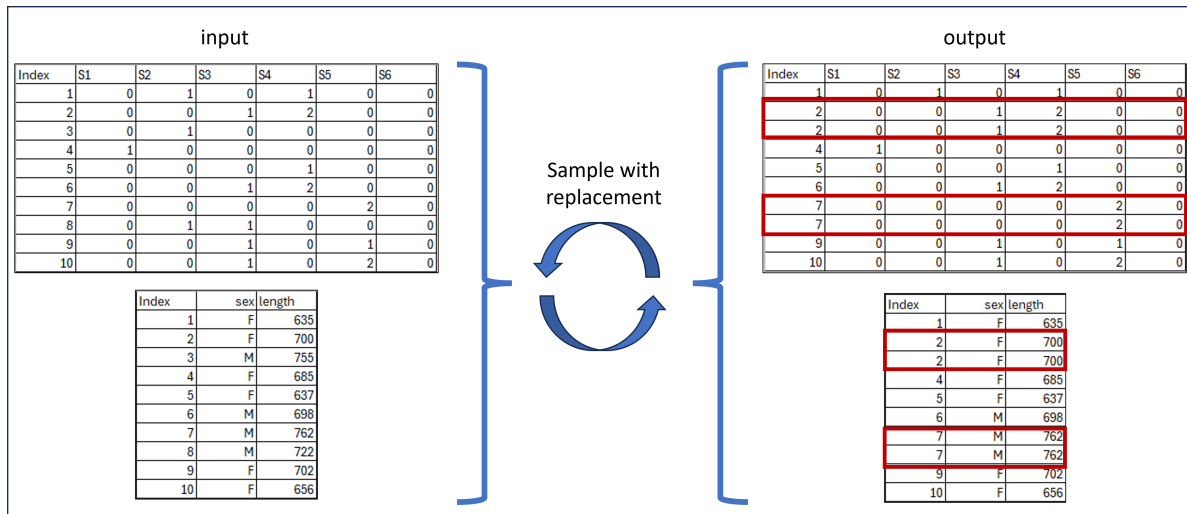 input
Index S1 S2 S3 S4 S5 S6
1 0 1 0 1 0 0
2 0 0 1 2 0 0
3 0 1 0 0 0 0
4 1 0 0 0 0 0
5 0 0 0 1 0 0
6 0 0 1 2 0 0
7 0 0 0 0 2 0
8 0 1 1 0 0 0
9 0 0 1 0 1 0
10 0 0 1 0 2 0
Index sex length
1 F 635
2 F 700
3 M 755
4 F 685
5 F 637
6 M 698
7 M 762
8 M 722
9 F 702
10 F 656
Sample with
replacement
output
Index S1 S2 S3 S4 S5 S6
1 0 1 0 1 0 0
2 0 0 1 2 0 0
2 0 0 1 2 0 0
4 1 0 0 0 0 0
5 0 0 0 1 0 0
6 0 0 1 2 0 0
7 0 0 0 0 2 0
7 0 0 0 0 2 0
9 0 0 1 0 1 0
10 0 0 1 0 2 0
Index sex length
1 F 635
2 F 700
2 F 700
4 F 685
5 F 637
6 M 698
7 M 762
7 M 762
9 F 702
10 F 656